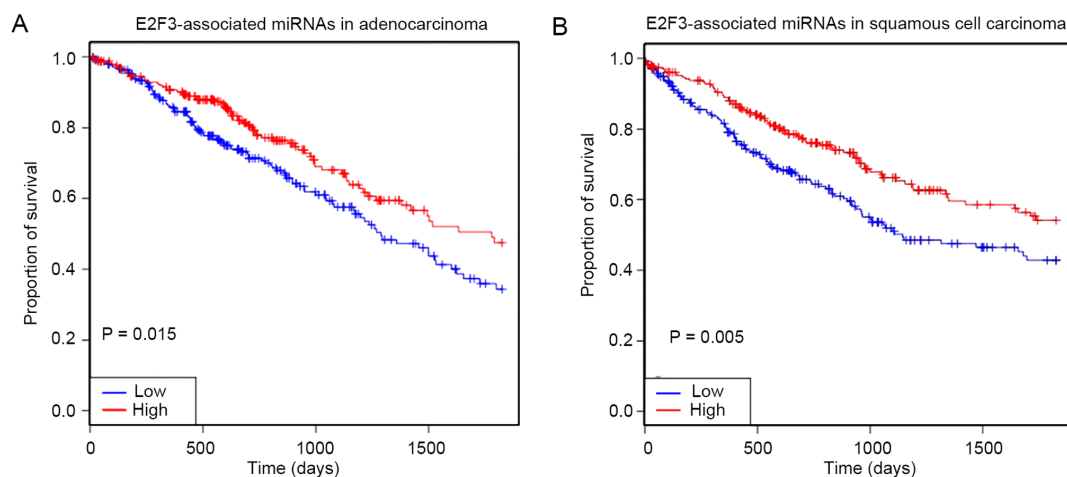 A
E2F3-associated miRNAs in adenocarcinoma
Proportion of survival
1.0
0.8
0.6
0.4
0.2
0.0
P = 0.015
Low
High
0 500 1000 1500
Time (days)
B
E2F3-associated miRNAs in squamous cell carcinoma
Proportion of survival
1.0
0.8
0.6
0.4
0.2
0.0
P = 0.005
Low
High
0 500 1000 1500
Time (days)